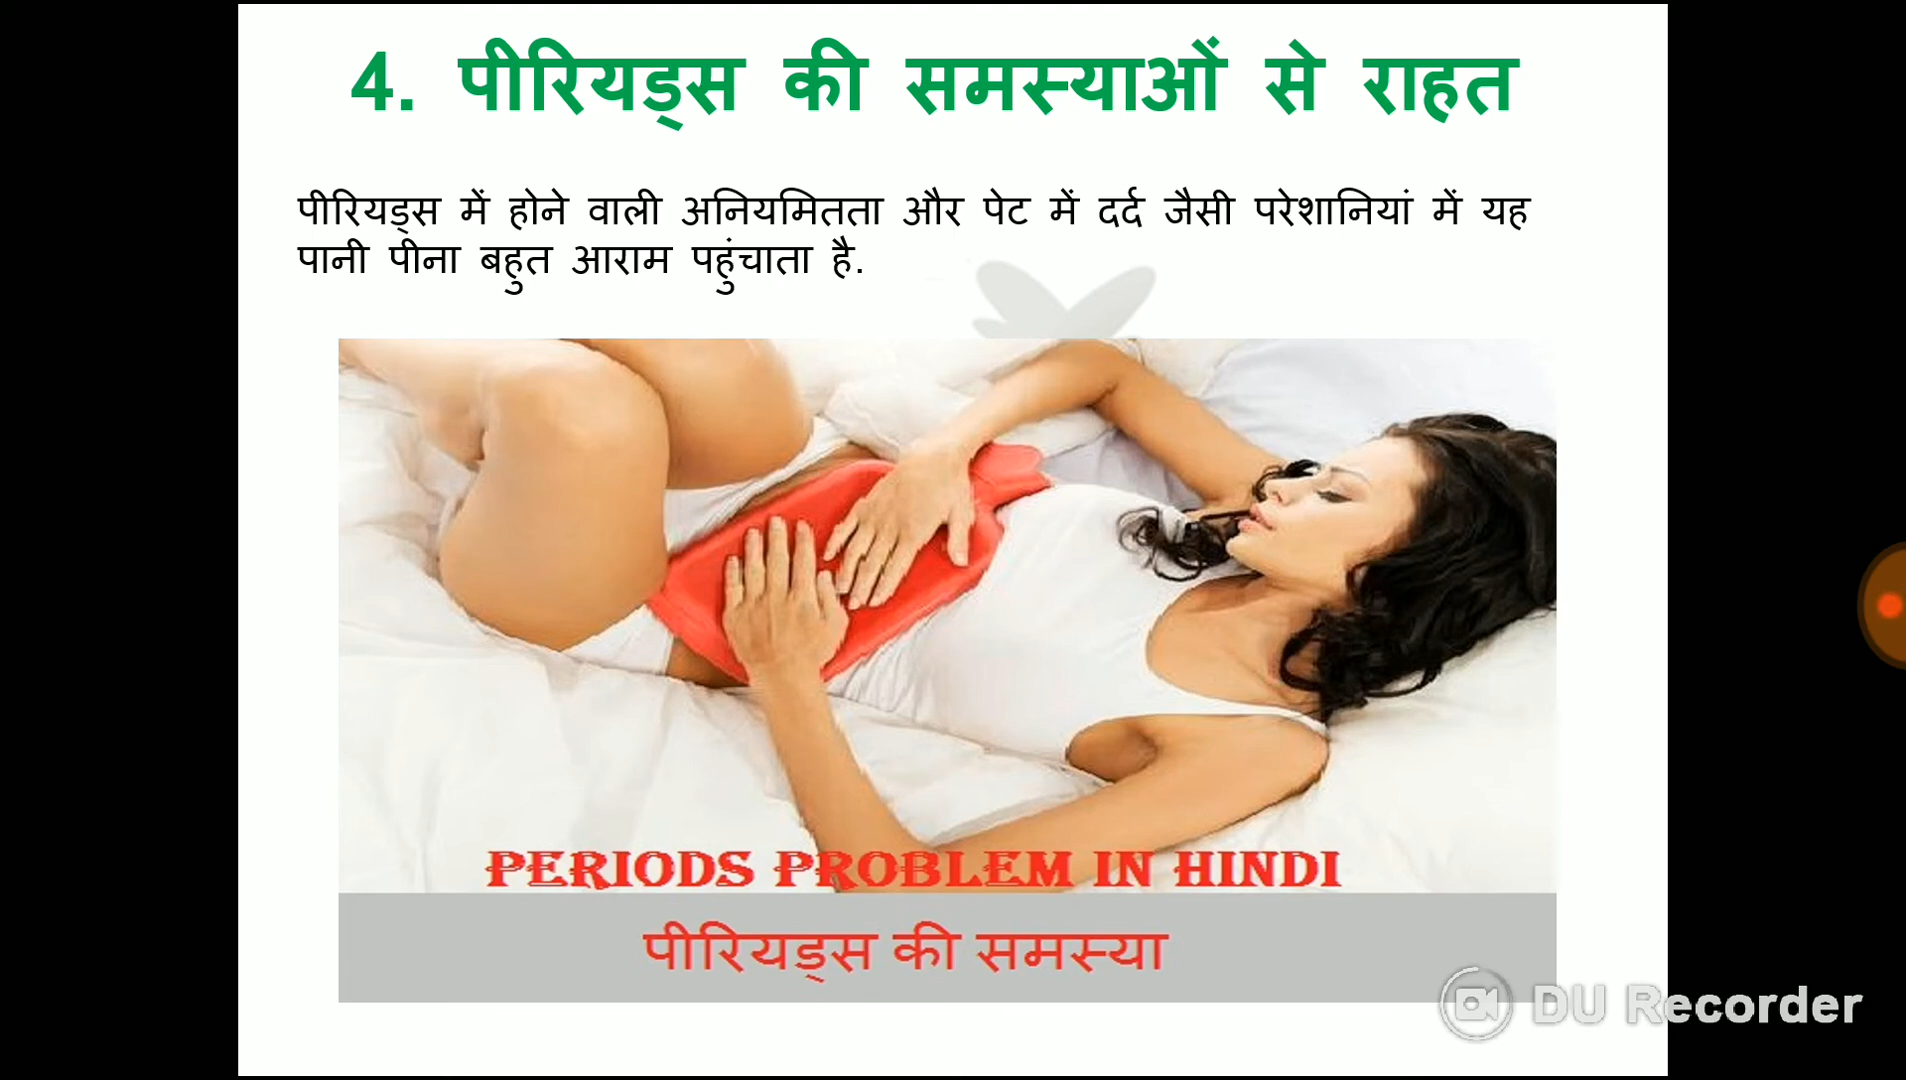 4. पीरियड्स की समस्याओं से राहत
पीरियड्स में होने वाली अनियमितता और पेट में दर्द जैसी परेशानियां में यह
पानी पीना बहुत आराम पहुंचाता है.
PERIODS PROBLEM IN HINDI
पीरियड्स की समस्या
DU Recorder